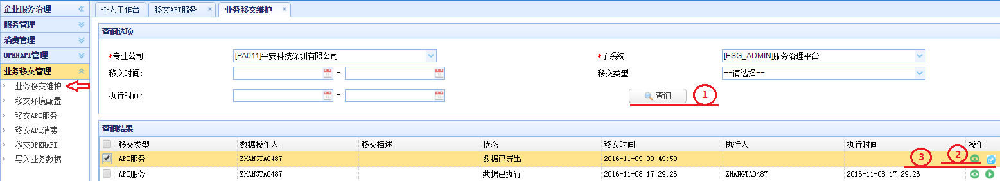 企业服务治理
服务管理
消费管理
OPENAPI管理
业务移交管理
业务移交维护
移交环境配置
移交API服务
移交API消费
移交OPENAPI
导入业务数据
个人工作台 移交API服务 业务移交维护
查询选项
*专业公司: [PA011]平安科技深圳有限公司 *子系统: [ESG_ADMIN]服务治理平台
移交时间: - 移交类型 ==请选择==
执行时间: - 查询 1
查询结果
移交类型 数据操作人 移交描述 状态 移交时间 执行人 执行时间 操作
API服务 ZHANGTAO487 数据已导出 2016-11-09 09:49:59 3 2
API服务 ZHANGTAO487 数据已执行 2016-11-08 17:29:26 ZHANGTAO487 2016-11-08 17:29:26